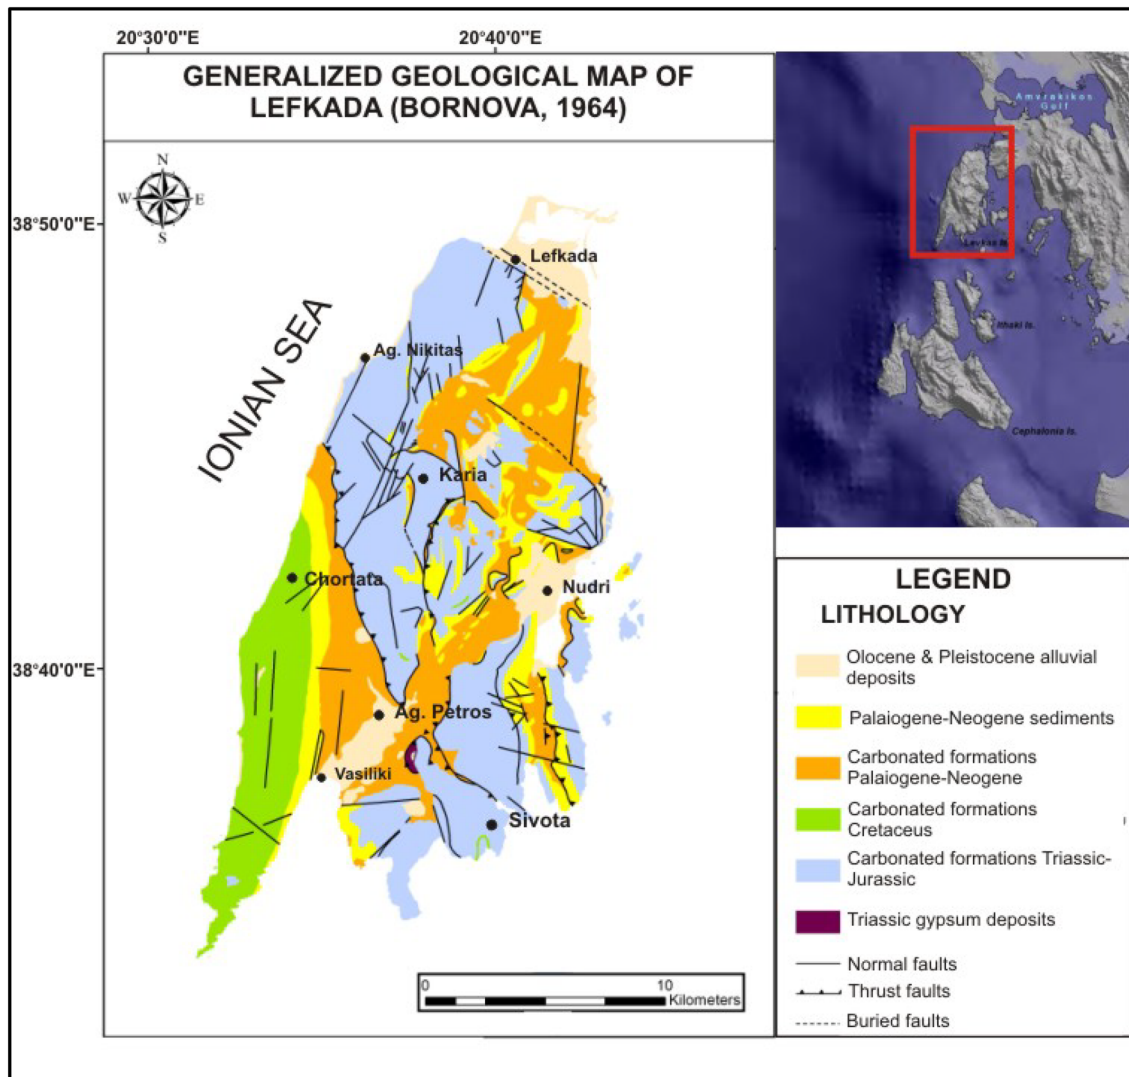 20°30'0"E
20°40'0"E
GENERALIZED GEOLOGICAL MAP OF
LEFKADA (BORNOVA, 1964)
N
W
E
S
38°50'0"E
38°40'0"E
IONIAN SEA
Lefkada
Ag. Nikitas
Karia
Chortata
Nudri
Ag. Petros
Vasiliki
Sivota
0
10
Kilometers
Amvrakikos
Golf
Levkas Is.
Ithaki Is.
Cephalonia Is.
LEGEND
LITHOLOGY
Olocene & Pleistocene alluvial
deposits
Palaiogene-Neogene sediments
Carbonated formations
Palaiogene-Neogene
Carbonated formations
Cretaceus
Carbonated formations Triassic-
Jurassic
Triassic gypsum deposits
Normal faults
Thrust faults
Buried faults